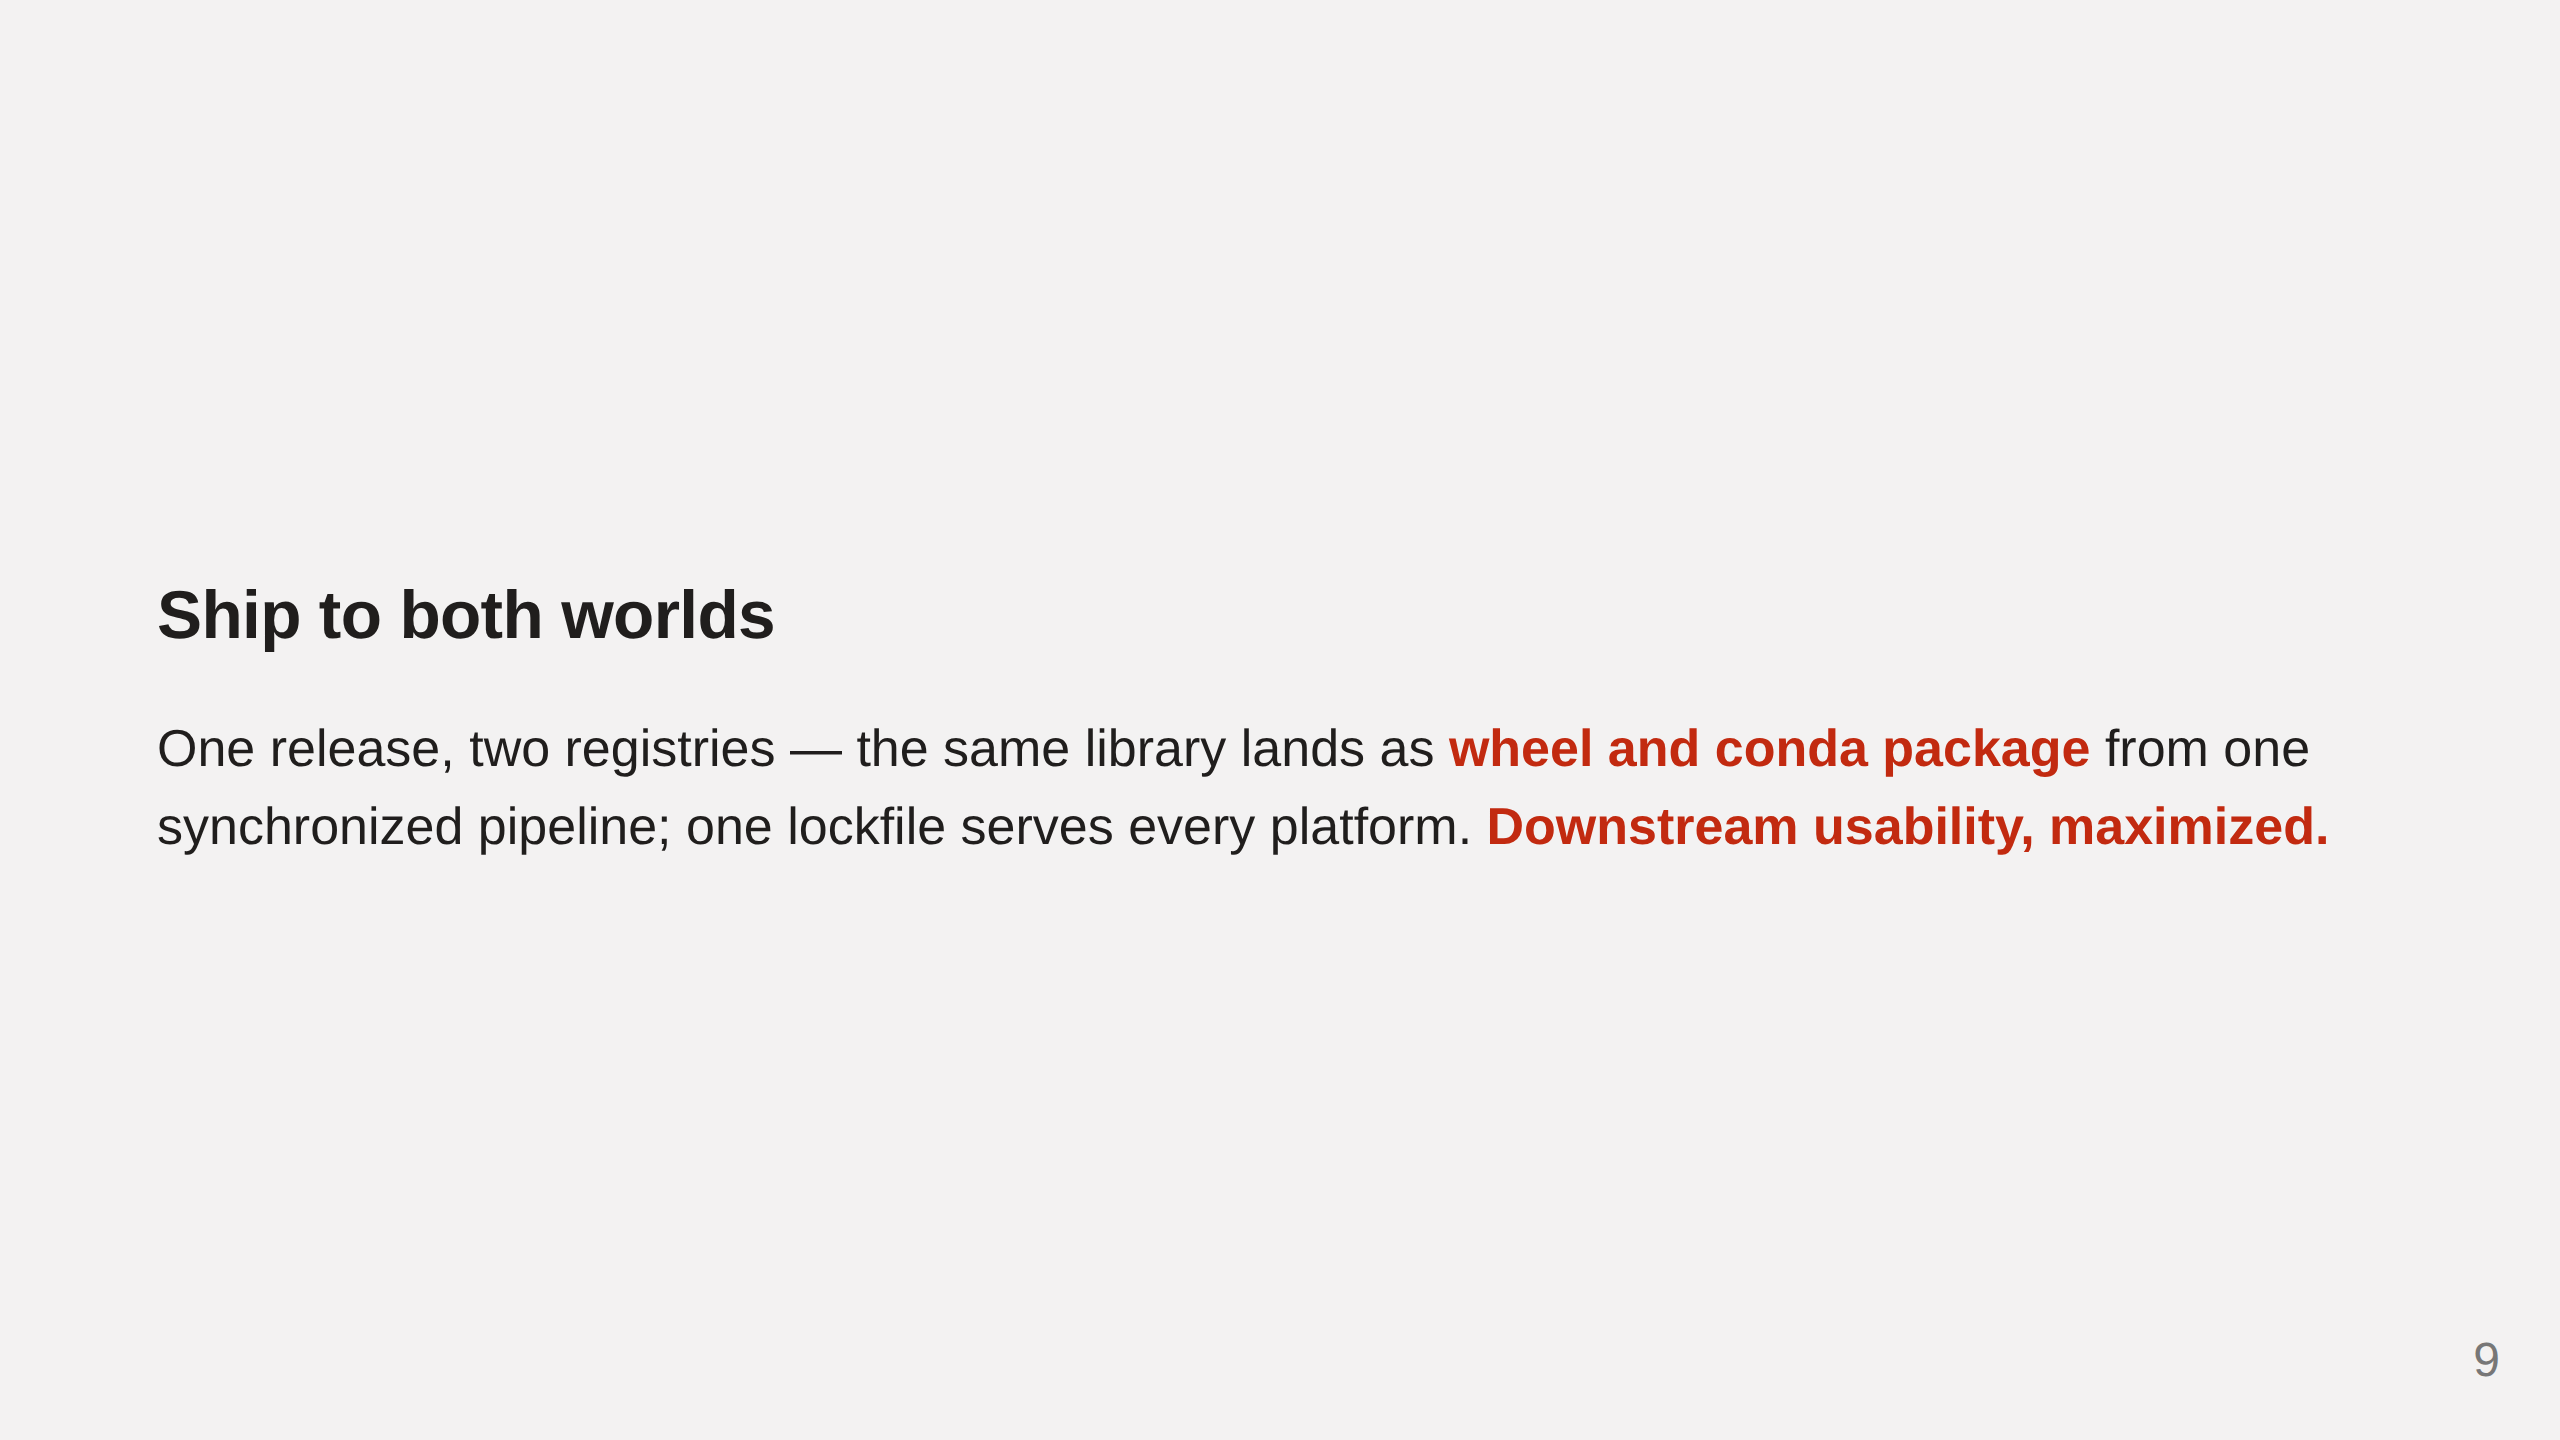 Ship to both worlds
One release, two registries — the same library lands as wheel and conda package from one
synchronized pipeline; one lockfile serves every platform. Downstream usability, maximized.
9